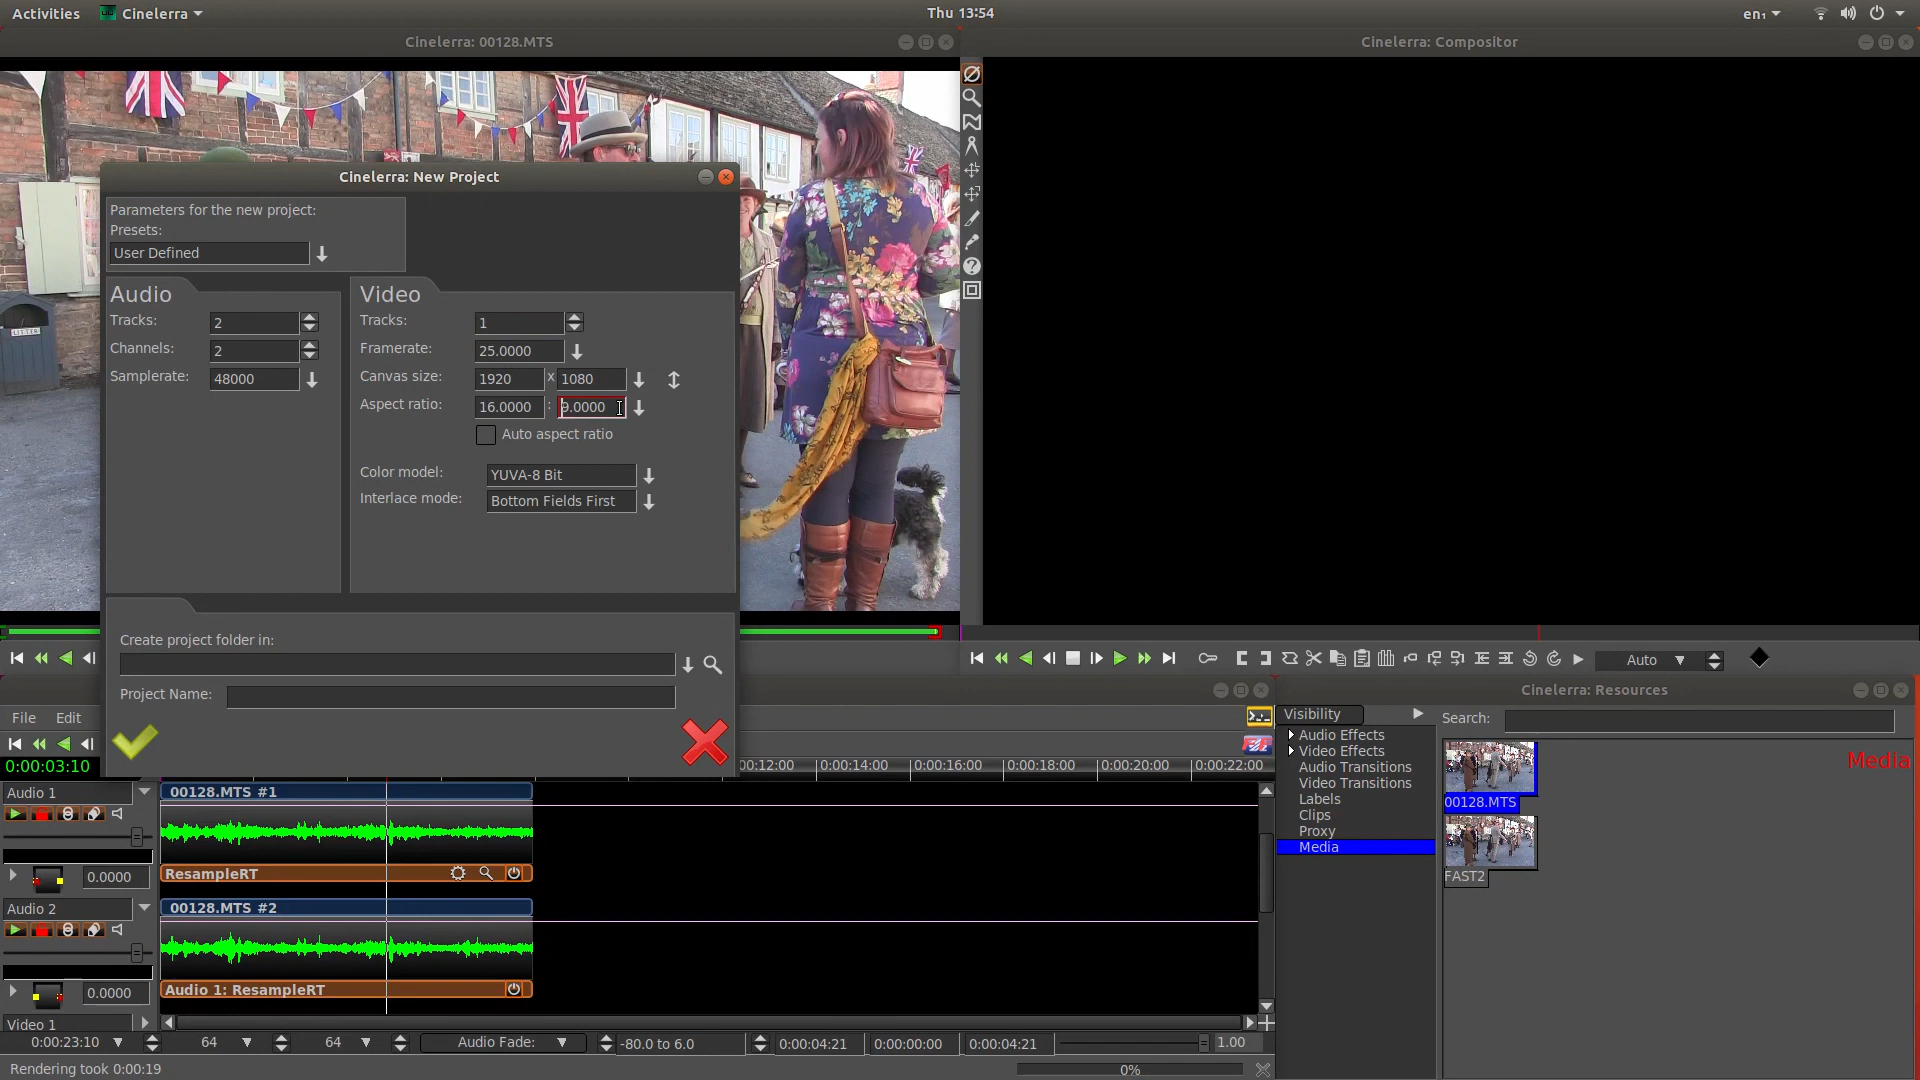 Activities
Cinelerra
Thu 13:54
en₁
Cinelerra: 00128.MTS
Cinelerra: Compositor
LITTER
Cinelerra: New Project
Parameters for the new project:
Presets:
User Defined
Audio
Tracks: 2
Channels: 2
Samplerate: 48000
Video
Tracks: 1
Framerate: 25.0000
Canvas size: 1920 x 1080
Aspect ratio: 16.0000 : 9.0000
Auto aspect ratio
Color model: YUVA-8 Bit
Interlace mode: Bottom Fields First
Create project folder in:
Project Name:
Auto
File Edit
0:00:03:10
0:00:12:00 0:00:14:00 0:00:16:00 0:00:18:00 0:00:20:00 0:00:22:00
Audio 1
00128.MTS #1
ResampleRT
0.0000
Audio 2
00128.MTS #2
Audio 1: ResampleRT
0.0000
Video 1
0:00:23:10 64 64 Audio Fade: -80.0 to 6.0 0:00:04:21 0:00:00:00 0:00:04:21 1.00
Rendering took 0:00:19
0%
Cinelerra: Resources
Visibility
Search:
Audio Effects
Video Effects
Audio Transitions
Video Transitions
Labels
Clips
Proxy
Media
Media
00128.MTS
FAST2